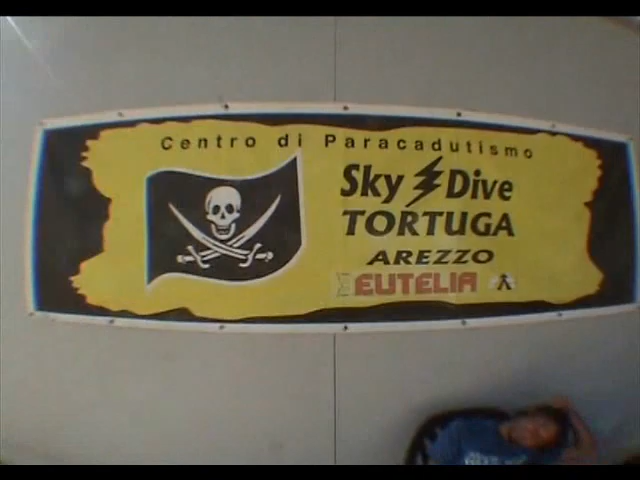 Centro di Paracadutismo
Sky Dive
TORTUGA
AREZZO
EUTELIA